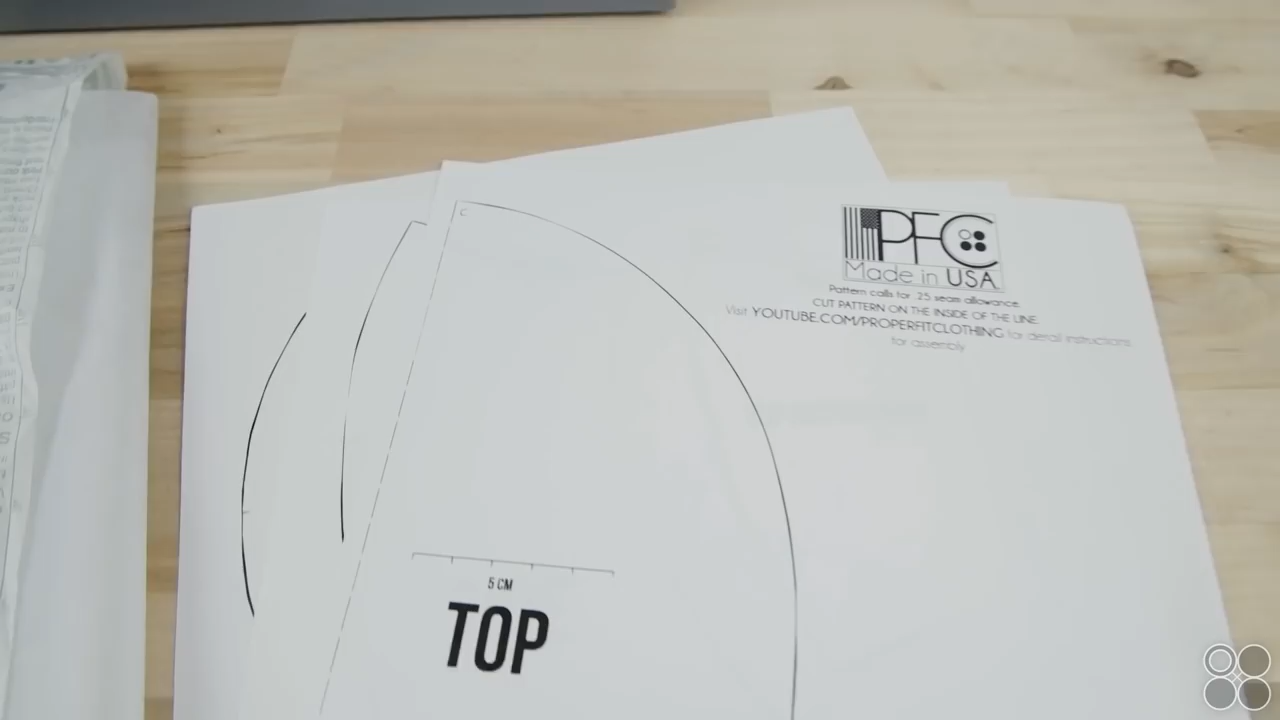 C
PFC
Made in USA
Pattern calls for .25 seam allowance.
CUT PATTERN ON THE INSIDE OF THE LINE.
Visit YOUTUBE.COM/PROPERFITCLOTHING for detail instructions
for assembly
5 CM
TOP